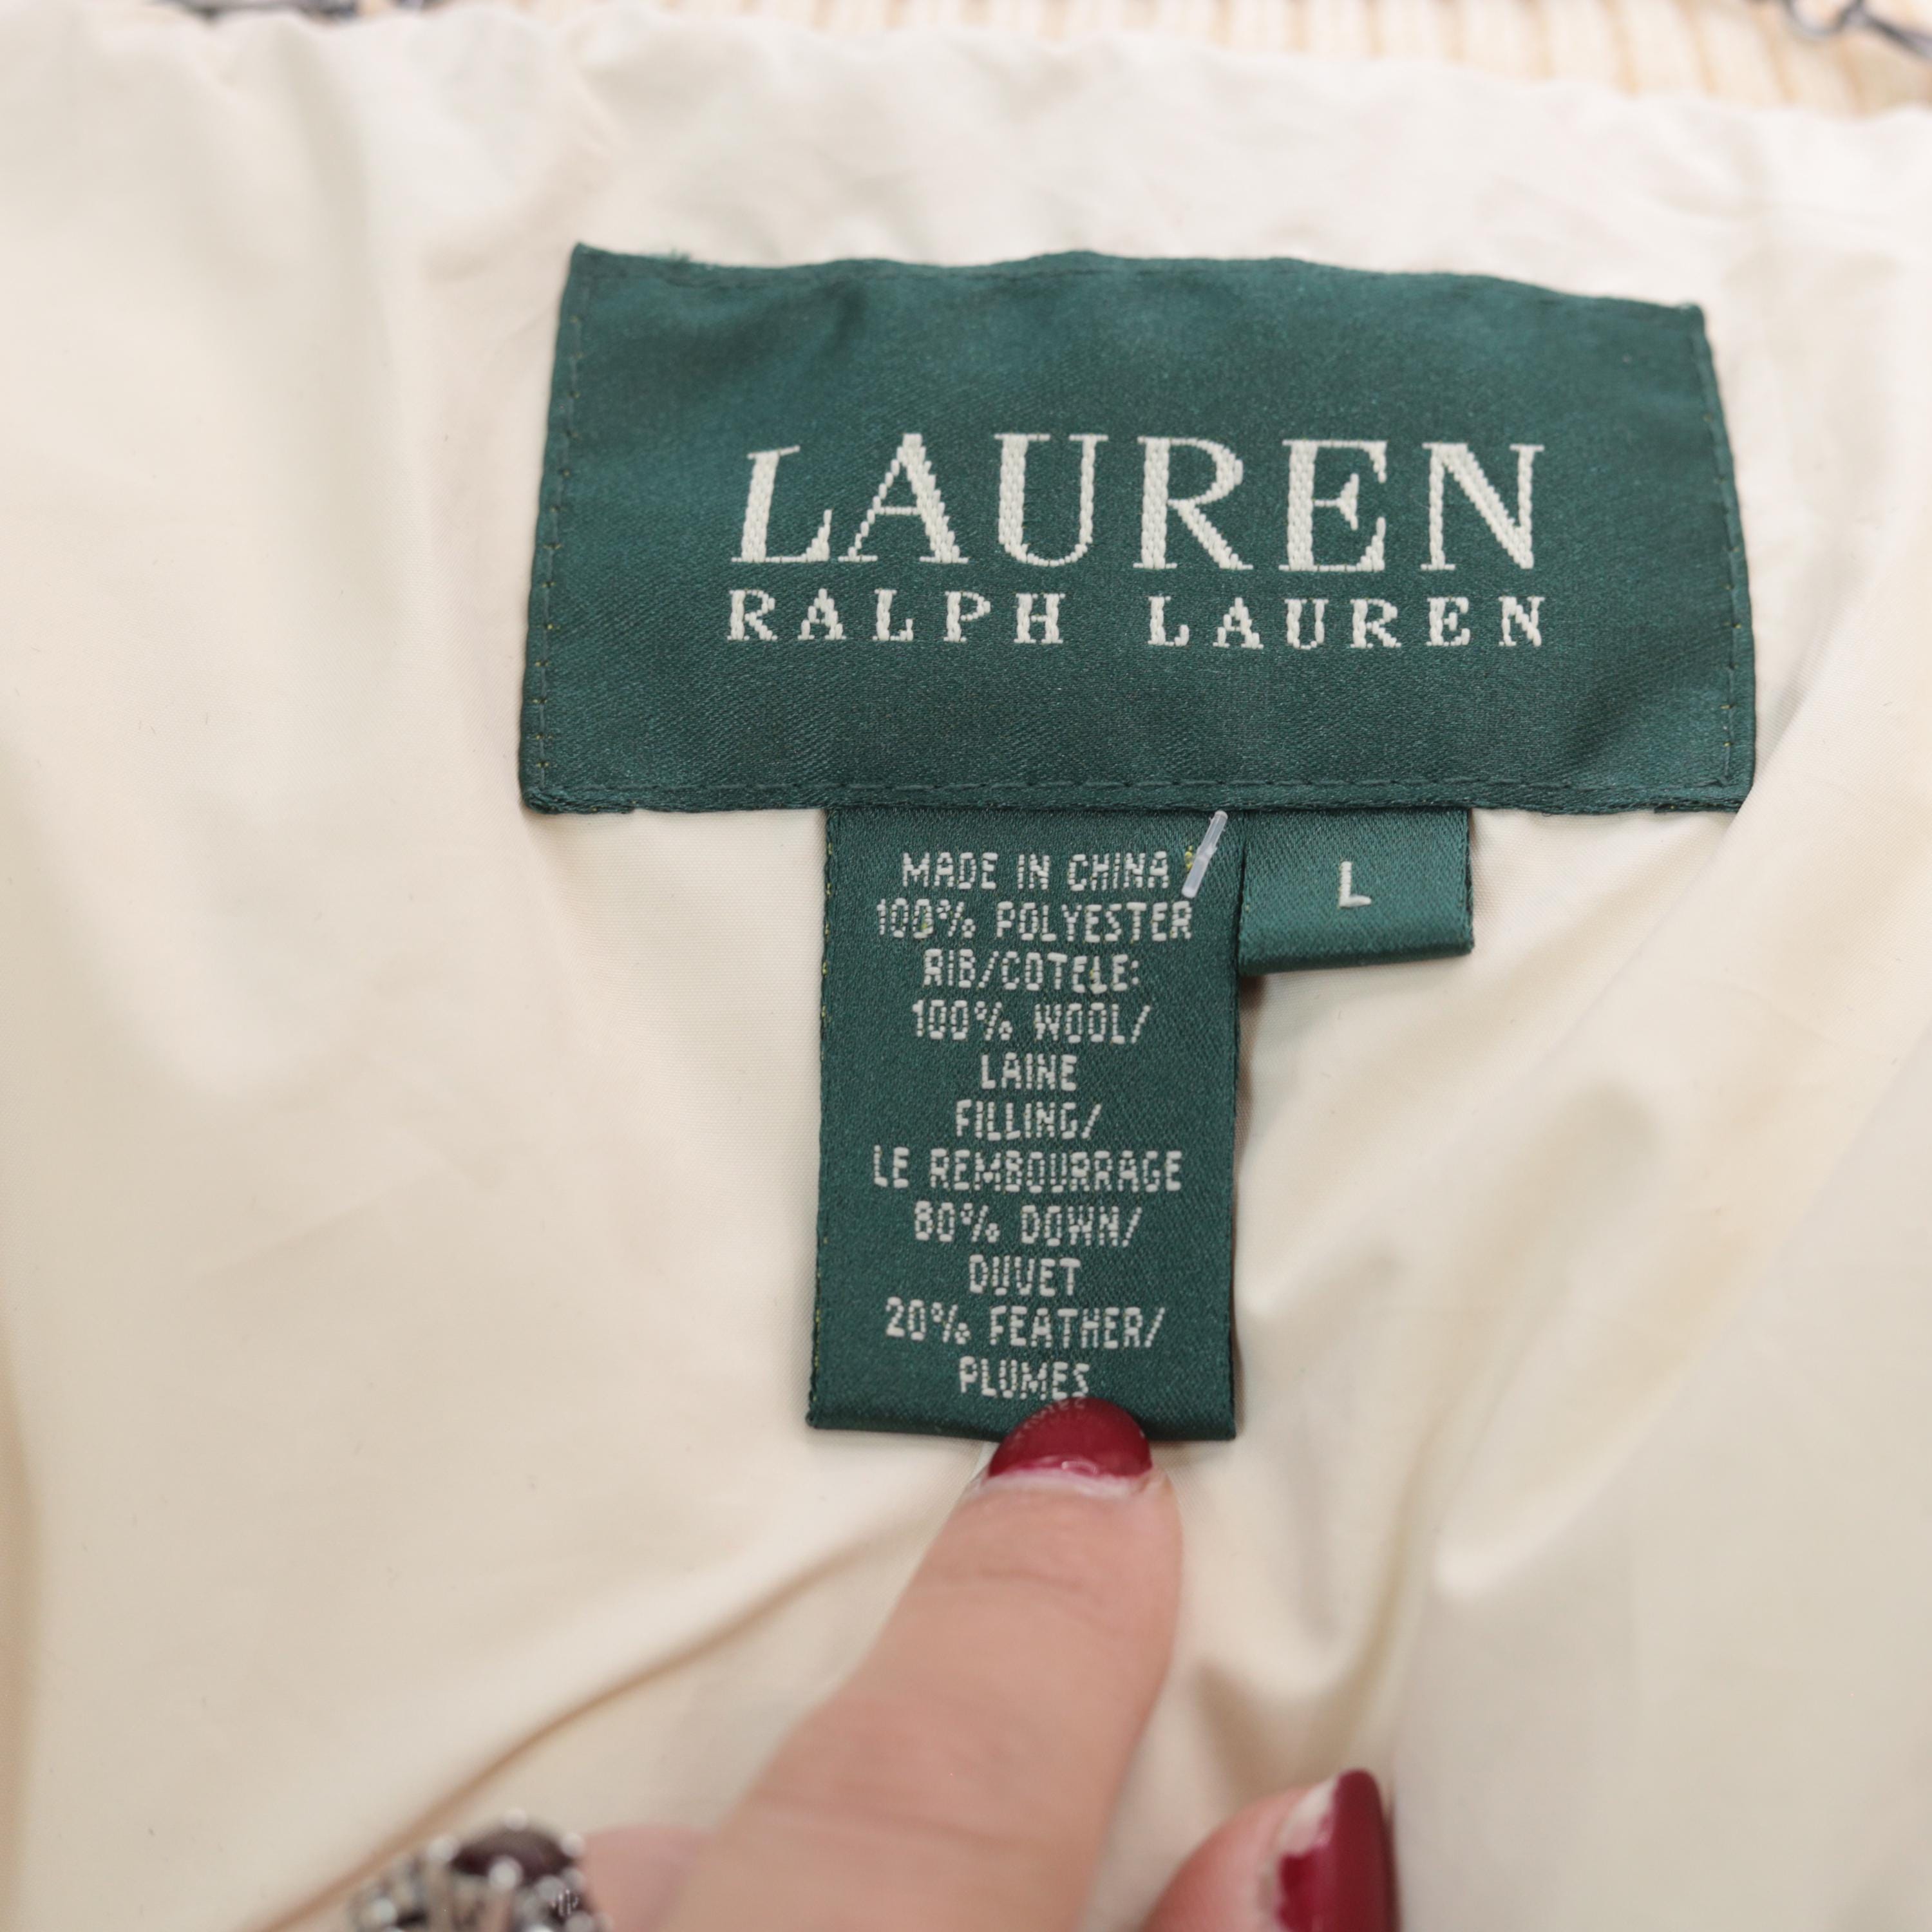 LAUREN
RALPH LAUREN
MADE IN CHINA
100% POLYESTER
RIB/COTELE:
100% WOOL/
LAINE
FILLING/
LE REMBOURRAGE
80% DOWN/
DUVET
20% FEATHER/
PLUMES
L